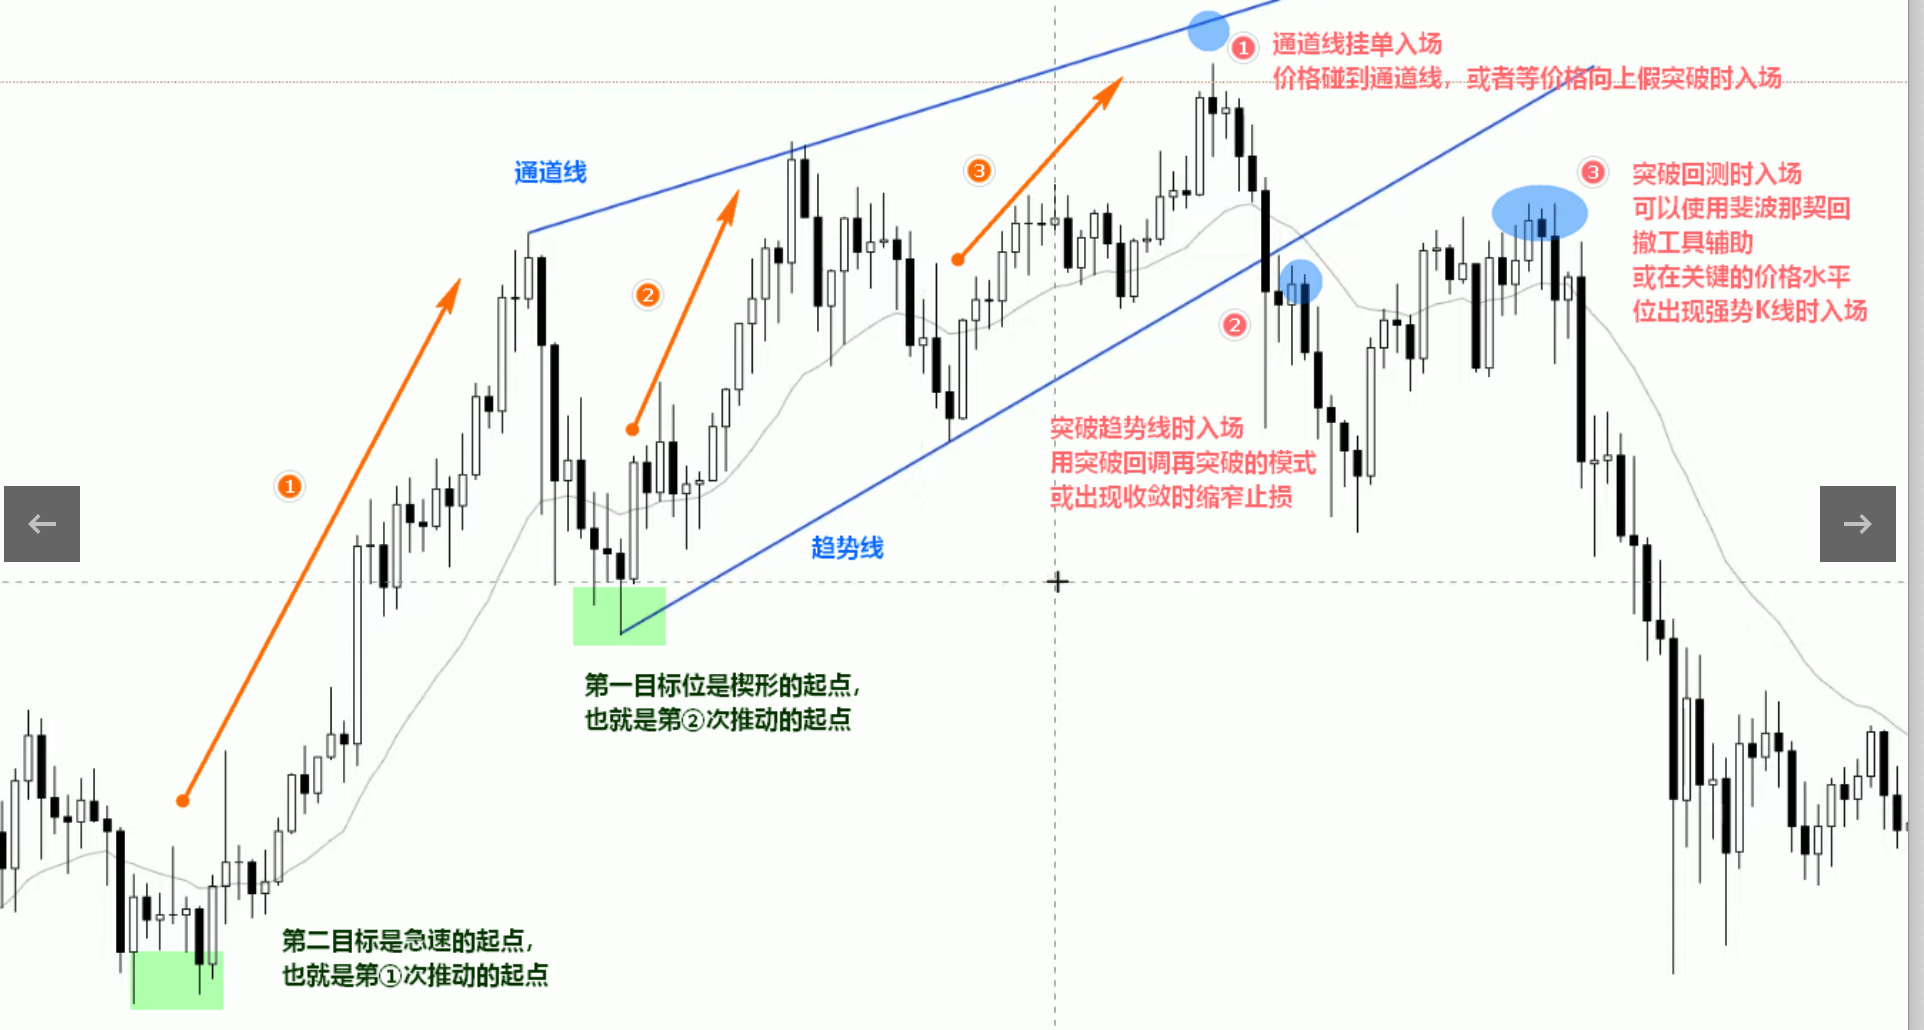 ①
通道线挂单入场
价格碰到通道线，或者等价格向上假突破时入场
通道线
③
③
突破回测时入场
可以使用斐波那契回
撤工具辅助
或在关键的价格水平
位出现强势K线时入场
②
②
突破趋势线时入场
用突破回调再突破的模式
或出现收敛时缩窄止损
①
趋势线
第一目标位是楔形的起点，
也就是第②次推动的起点
第二目标是急速的起点，
也就是第①次推动的起点